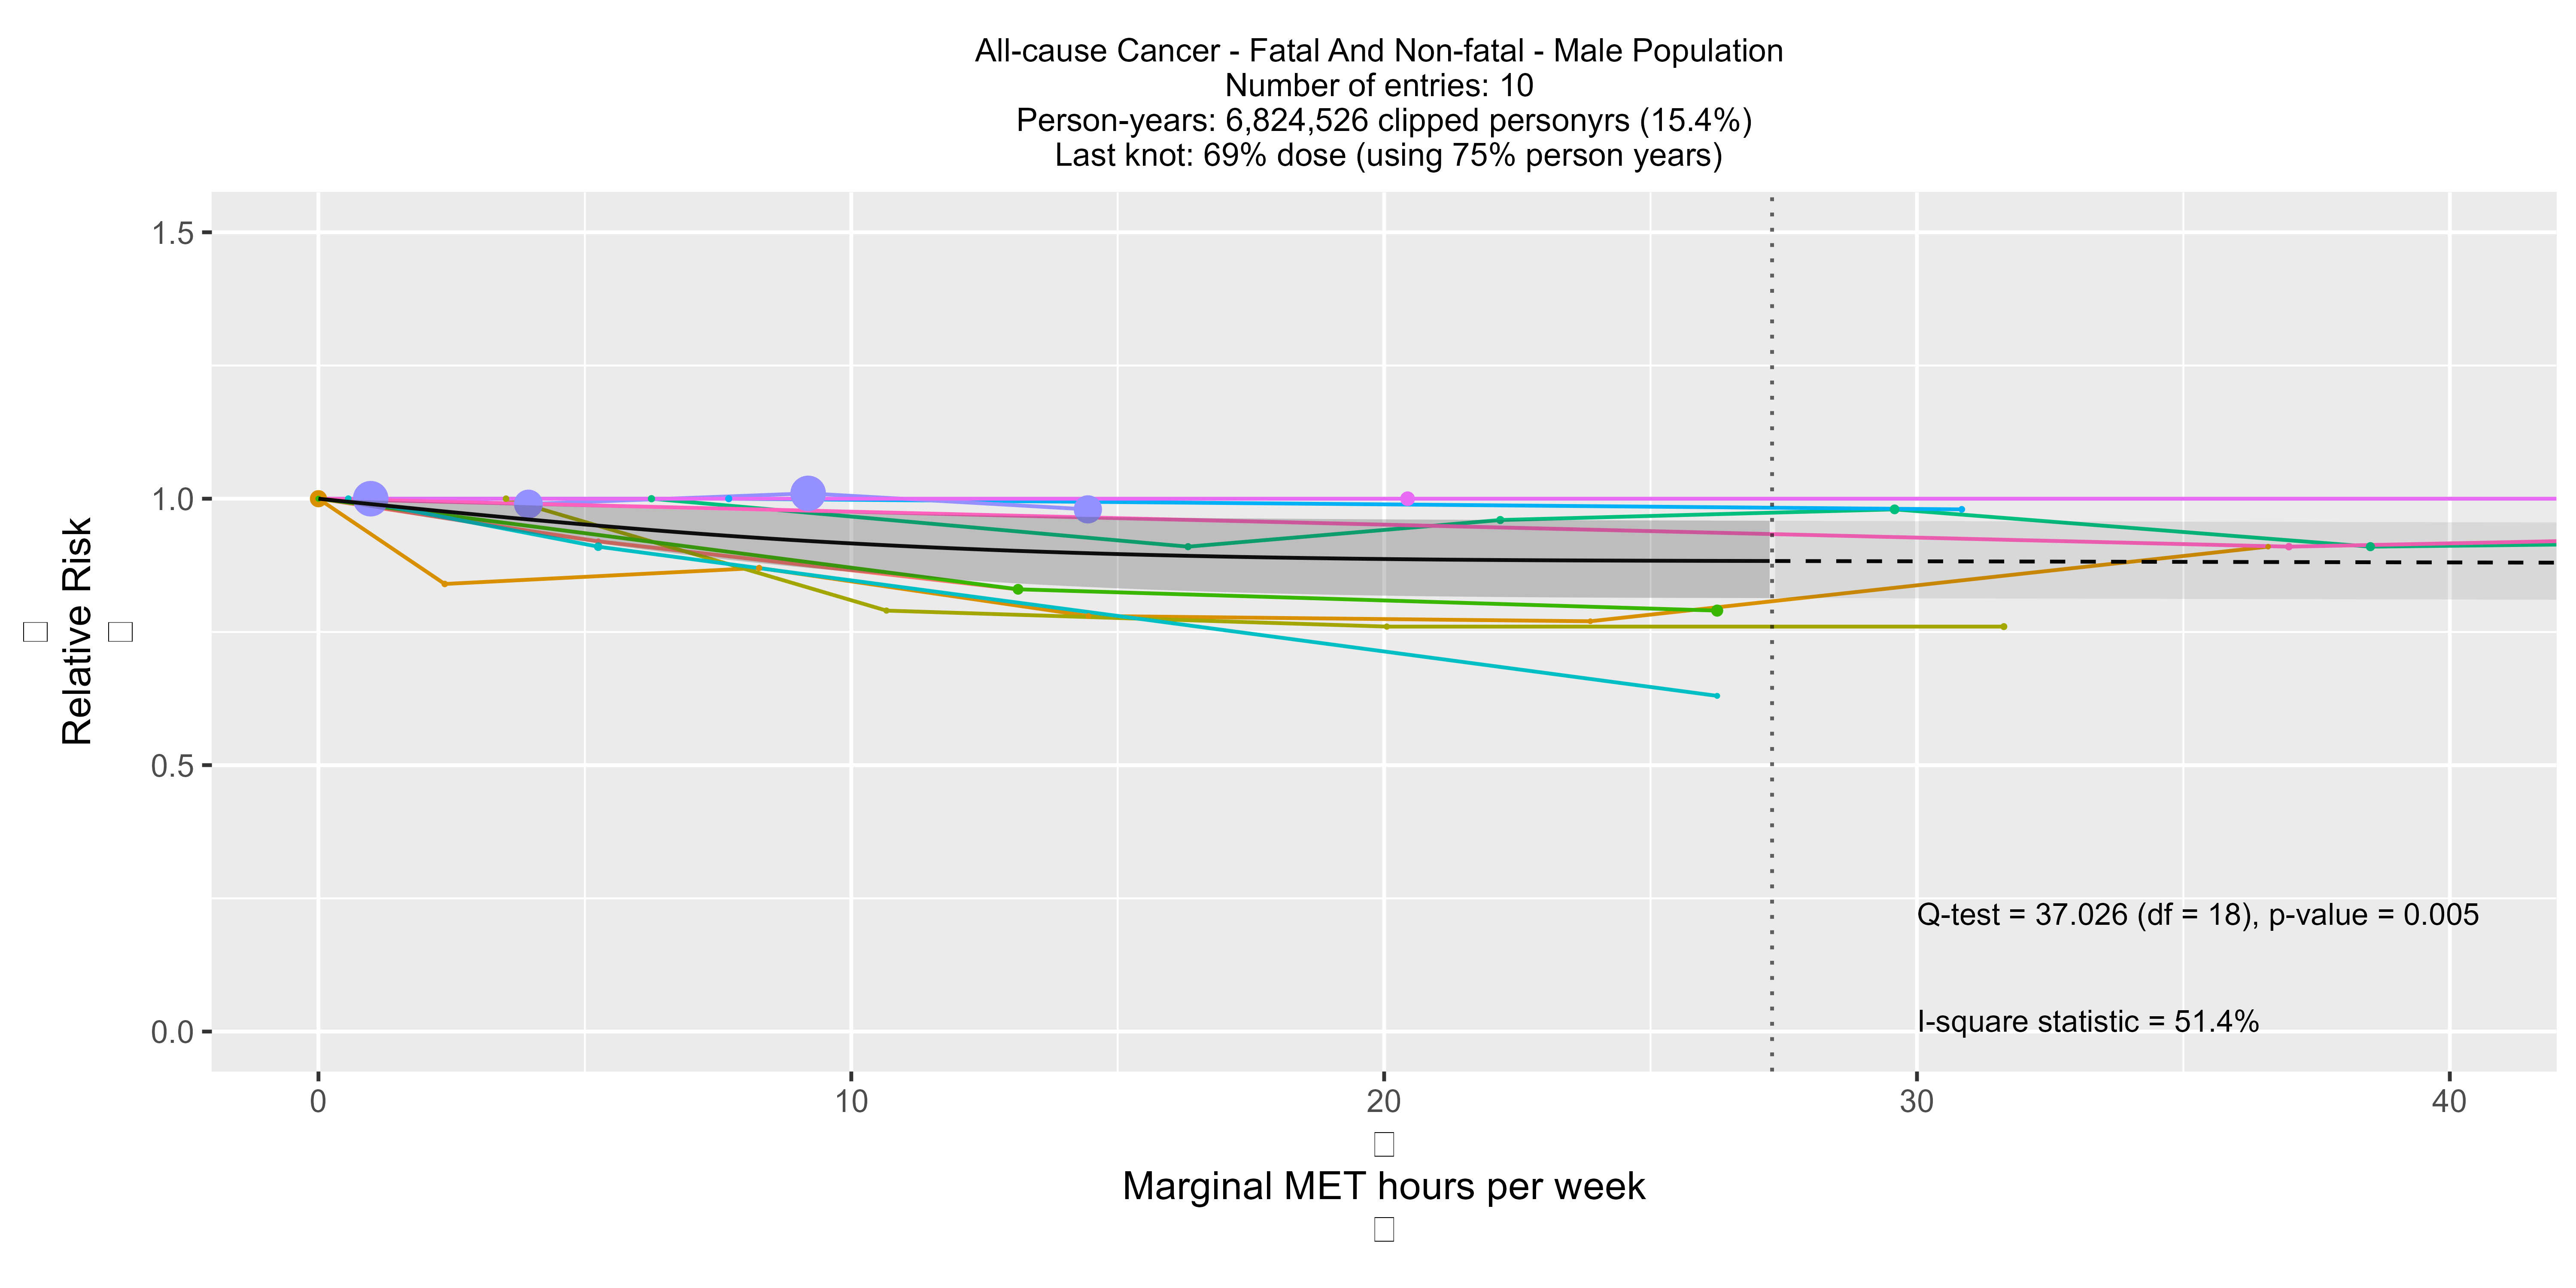 All-cause Cancer - Fatal And Non-fatal - Male Population
Number of entries: 10
Person-years: 6,824,526 clipped personyrs (15.4%)
Last knot: 69% dose (using 75% person years)
1.5
1.0
0.5
0.0
Relative Risk
Q-test = 37.026 (df = 18), p-value = 0.005
I-square statistic = 51.4%
0 10 20 30 40
Marginal MET hours per week